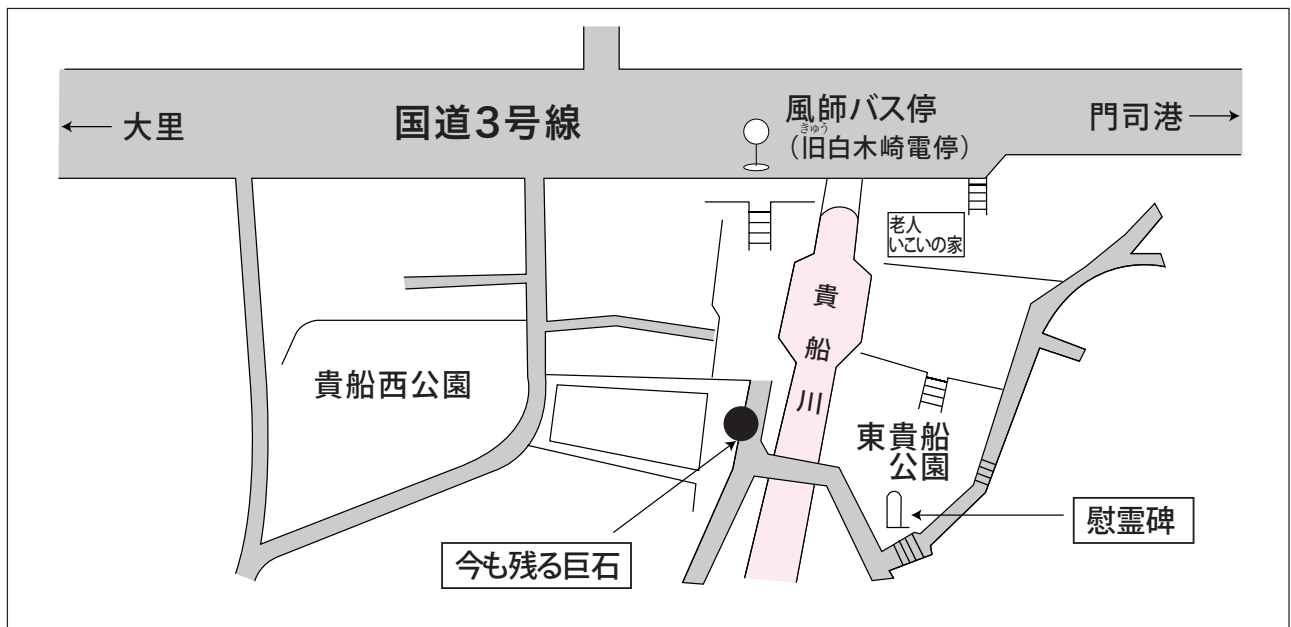 国道3号線
風師バス停
きゅう
(旧白木崎電停)
← 大里
門司港 →
老人
いこいの家
貴船川
貴船西公園
東貴船
公園
慰霊碑
今も残る巨石